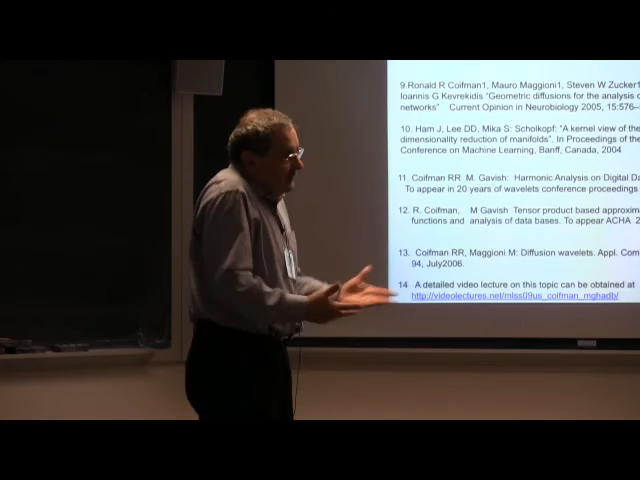 9.Ronald R Coifman1, Mauro Maggioni1, Steven W Zucker1
Ioannis G Kevrekidis "Geometric diffusions for the analysis o
networks" Current Opinion in Neurobiology 2005, 15:576–
10. Ham J, Lee DD, Mika S: Scholkopf: "A kernel view of the
dimensionality reduction of manifolds". In Proceedings of the
Conference on Machine Learning, Banff, Canada, 2004
11. Coifman RR M. Gavish: Harmonic Analysis on Digital Da
To appear in 20 years of wavelets conference proceedings
12. R. Coifman, M Gavish Tensor product based approxim
functions and analysis of data bases. To appear ACHA 2
13. Coifman RR, Maggioni M: Diffusion wavelets. Appl. Com
94, July2006.
14 A detailed video lecture on this topic can be obtained at
http://videolectures.net/mlss09us_coifman_mghadb/